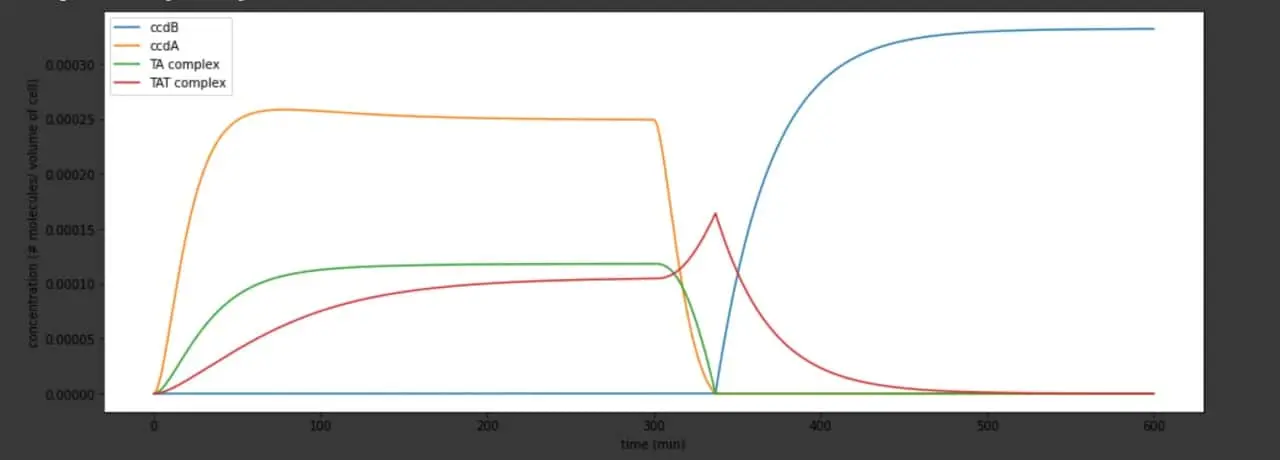 ccdB
ccdA
TA complex
TAT complex
0.00030
0.00025
0.00020
0.00015
0.00010
0.00005
0.00000
concentration (# molecules/ volume of cell)
0 100 200 300 400 500 600
time (min)